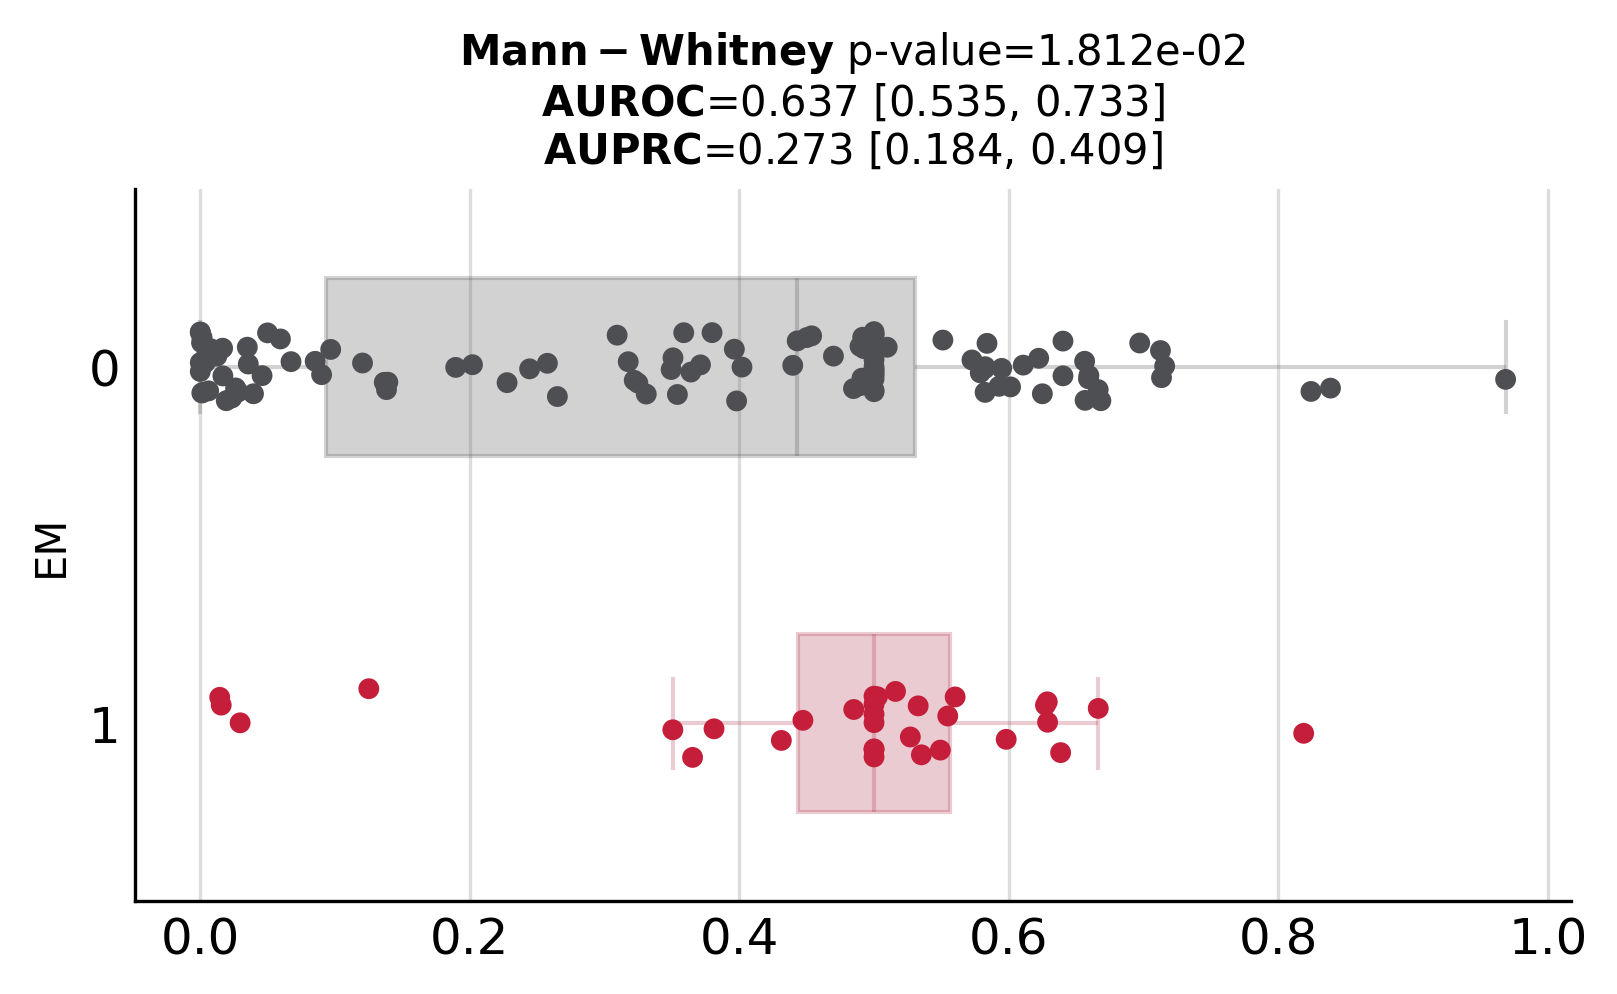 Mann − Whitney p-value=1.812e-02
AUROC=0.637 [0.535, 0.733]
AUPRC=0.273 [0.184, 0.409]
0
EM
1
0.0 0.2 0.4 0.6 0.8 1.0